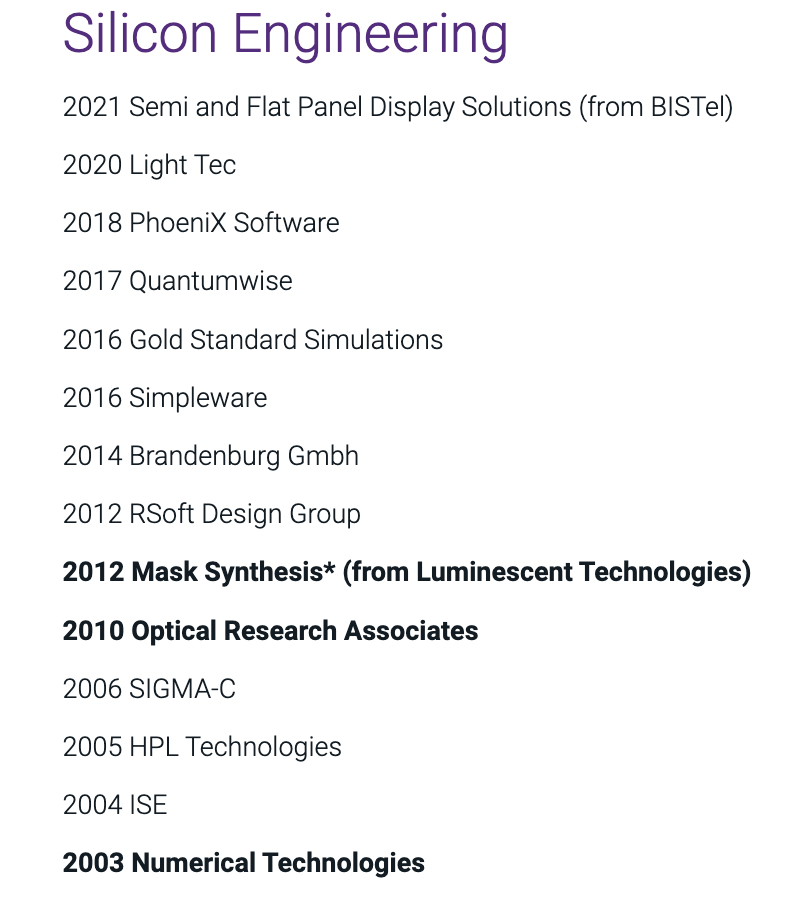 Silicon Engineering
2021 Semi and Flat Panel Display Solutions (from BISTel)
2020 Light Tec
2018 PhoeniX Software
2017 Quantumwise
2016 Gold Standard Simulations
2016 Simpleware
2014 Brandenburg Gmbh
2012 RSoft Design Group
2012 Mask Synthesis* (from Luminescent Technologies)
2010 Optical Research Associates
2006 SIGMA-C
2005 HPL Technologies
2004 ISE
2003 Numerical Technologies